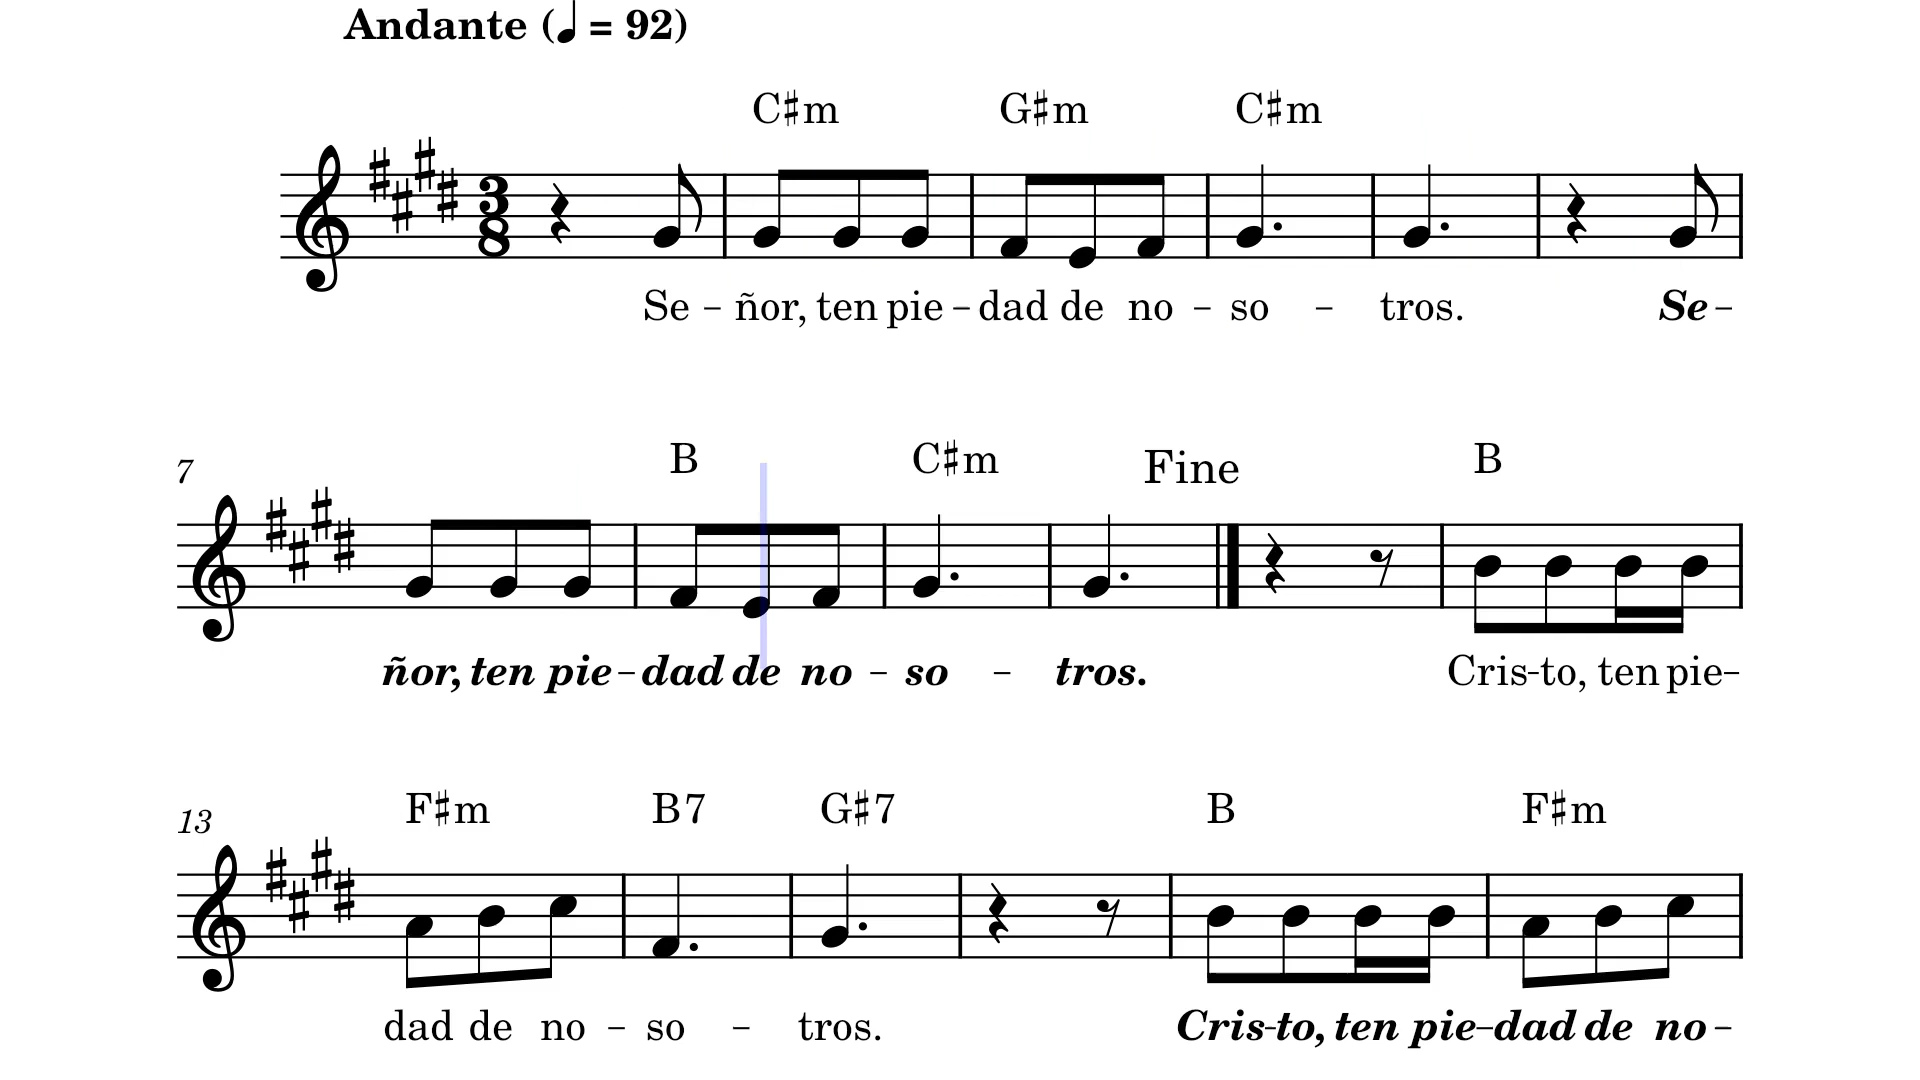 Andante (♩ = 92)
C♯m G♯m C♯m
3
8
Se – ñor, ten pie – dad de no – so – tros. Se –
7
B C♯m Fine B
ñor, ten pie – dad de no – so – tros. Cris-to, ten pie-
13
F♯m B7 G♯7 B F♯m
dad de no – so – tros. Cris-to, ten pie-dad de no –